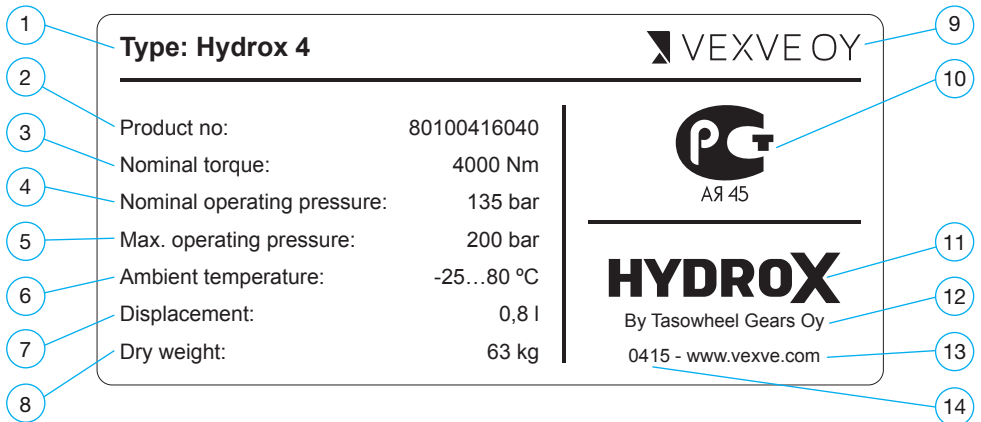 1
Type: Hydrox 4
VEXVE OY
9
2
10
Product no: 80100416040
3
Nominal torque: 4000 Nm
4
Nominal operating pressure: 135 bar
5
Max. operating pressure: 200 bar
6
Ambient temperature: -25…80 ºC
7
Displacement: 0,8 l
8
Dry weight: 63 kg
РСТ
АЯ 45
11
HYDROX
12
By Tasowheel Gears Oy
13
0415 - www.vexve.com
14